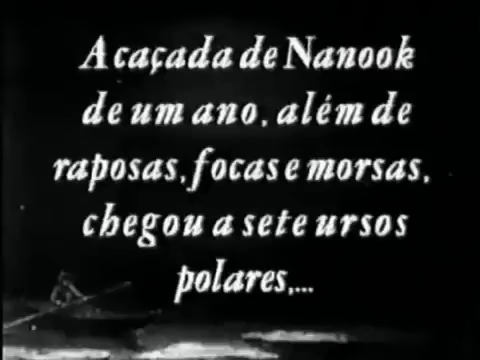 A caçada de Nanook
de um ano, além de
raposas, focas e morsas,
chegou a sete ursos
polares,...